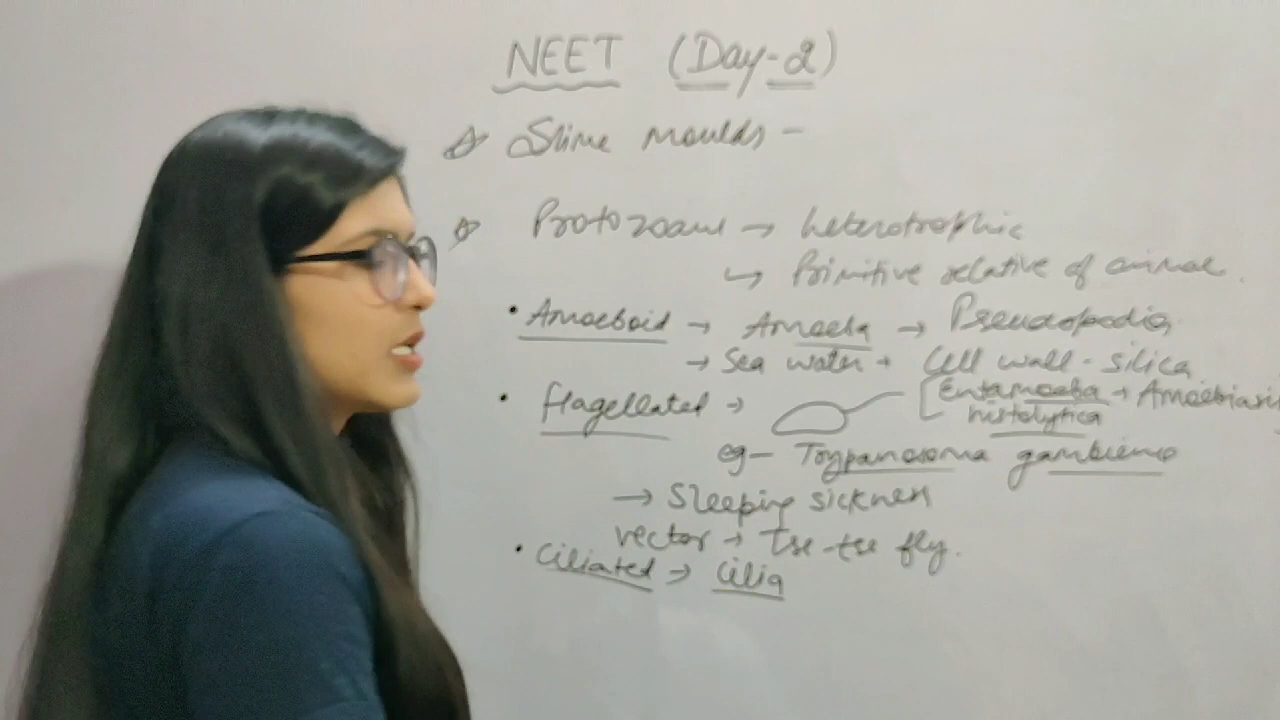 NEET (Day-2)
Slime moulds -
Protozoans → heterotrophic
↳ Primitive relative of animal.
• Amoeboid → Amoeba → Pseudopodia
→ Sea water → Cell wall - silica
[Entamoeba → Amoebiasis
histolytica
• flagellated →
eg- Trypanosoma gambiense
→ Sleeping sickness
vector → tse-tse fly.
• Ciliated → Cilia